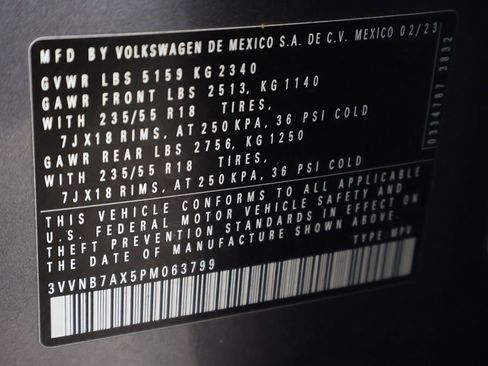 MFD BY VOLKSWAGEN DE MEXICO S.A. DE C.V. MEXICO 02/23
GVWR LBS 5159 KG 2340
GAWR FRONT LBS 2513, KG 1140
WITH 235/55 R18 TIRES,
7JX18 RIMS, AT 250 KPA, 36 PSI COLD
GAWR REAR LBS 2756, KG 1250
WITH 235/55 R18 TIRES,
7JX18 RIMS, AT 250 KPA, 36 PSI COLD
THIS VEHICLE CONFORMS TO ALL APPLICABLE
U.S. FEDERAL MOTOR VEHICLE SAFETY AND
THEFT PREVENTION STANDARDS IN EFFECT ON
THE DATE OF MANUFACTURE SHOWN ABOVE.
3VVNB7AX5PM063799 TYPE: MPV